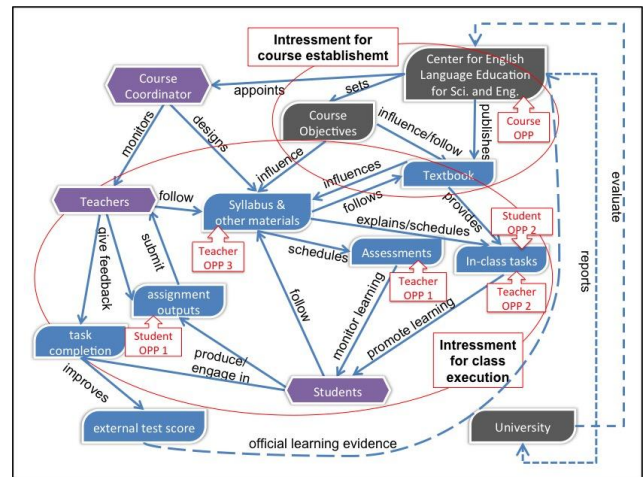 Intressment for
course establishemt
Center for English
Language Education
for Sci. and Eng.
Course
Coordinator
appoints
sets
Course
OPP
Course
Objectives
publishes
monitors
designs
influence/follow
influence
influences
Textbook
evaluate
Teachers
follow
Syllabus &
other materials
follows
provides
Student
OPP 2
explains/schedules
Teacher
OPP 3
schedules
Assessments
In-class tasks
reports
give feedback
submit
Teacher
OPP 1
Teacher
OPP 2
assignment
outputs
follow
monitor learning
promote learning
task
completion
Student
OPP 1
Intressment
for class
execution
produce/
engage in
Students
improves
external test score
official learning evidence
University